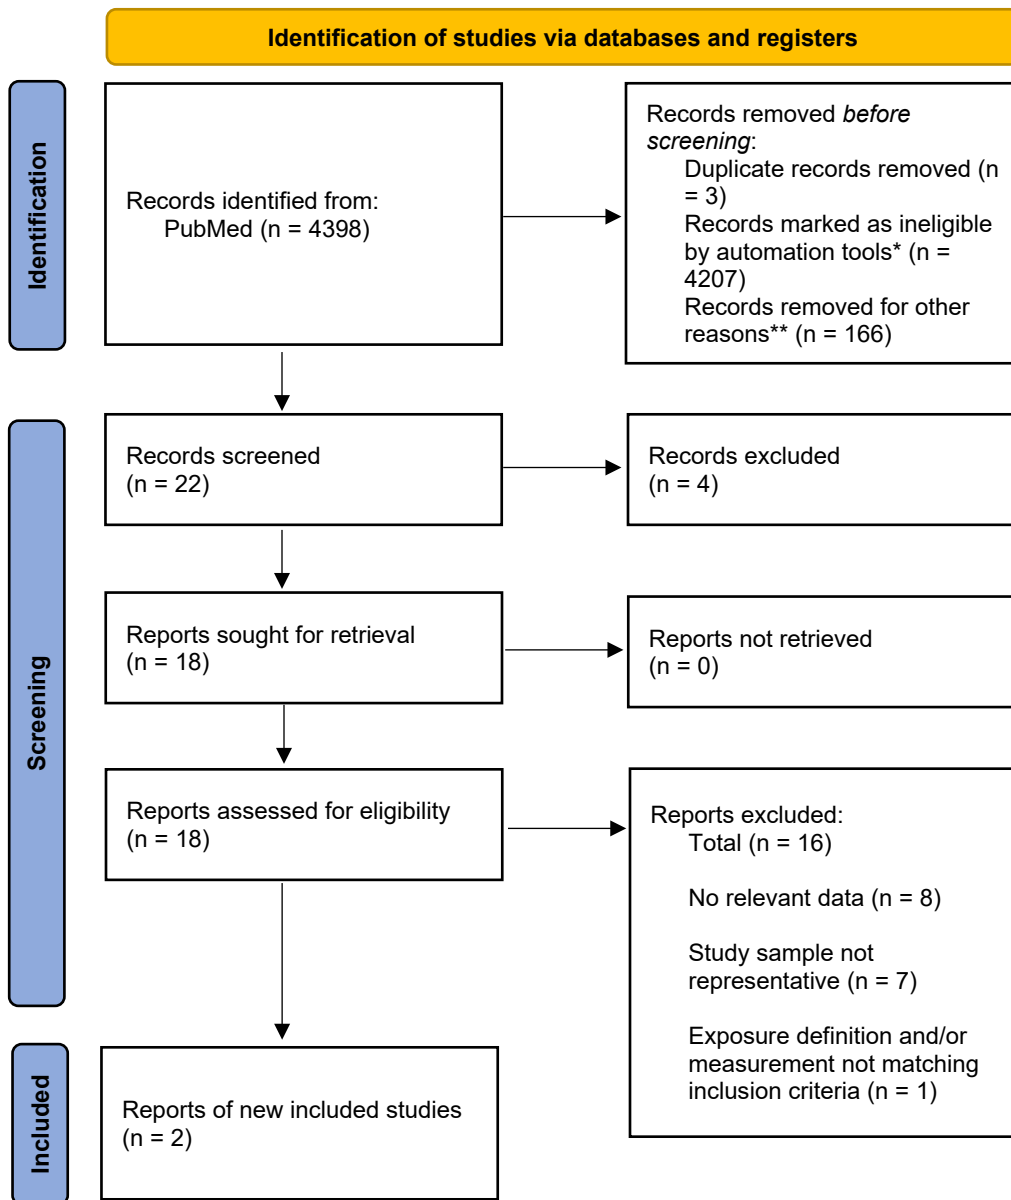 Identification of studies via databases and registers
Identification
Records identified from:
PubMed (n = 4398)
Records removed before
screening:
Duplicate records removed (n
= 3)
Records marked as ineligible
by automation tools* (n =
4207)
Records removed for other
reasons** (n = 166)
Screening
Records screened
(n = 22)
Records excluded
(n = 4)
Reports sought for retrieval
(n = 18)
Reports not retrieved
(n = 0)
Reports assessed for eligibility
(n = 18)
Reports excluded:
Total (n = 16)
No relevant data (n = 8)
Study sample not
representative (n = 7)
Exposure definition and/or
measurement not matching
inclusion criteria (n = 1)
Included
Reports of new included studies
(n = 2)